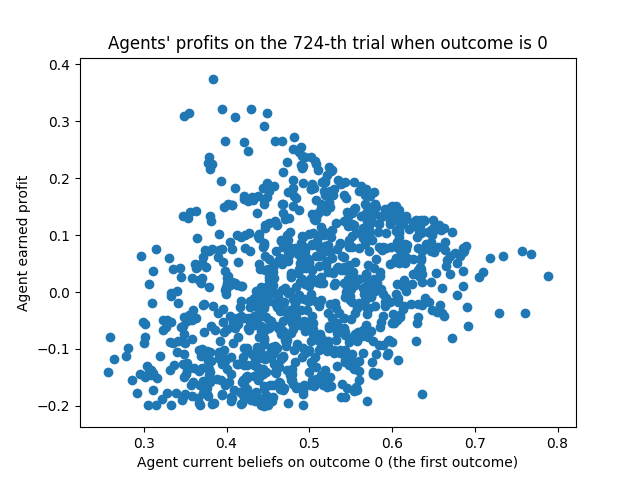 Agents' profits on the 724-th trial when outcome is 0
0.4
0.3
0.2
0.1
0.0
−0.1
−0.2
Agent earned profit
0.3 0.4 0.5 0.6 0.7 0.8
Agent current beliefs on outcome 0 (the first outcome)